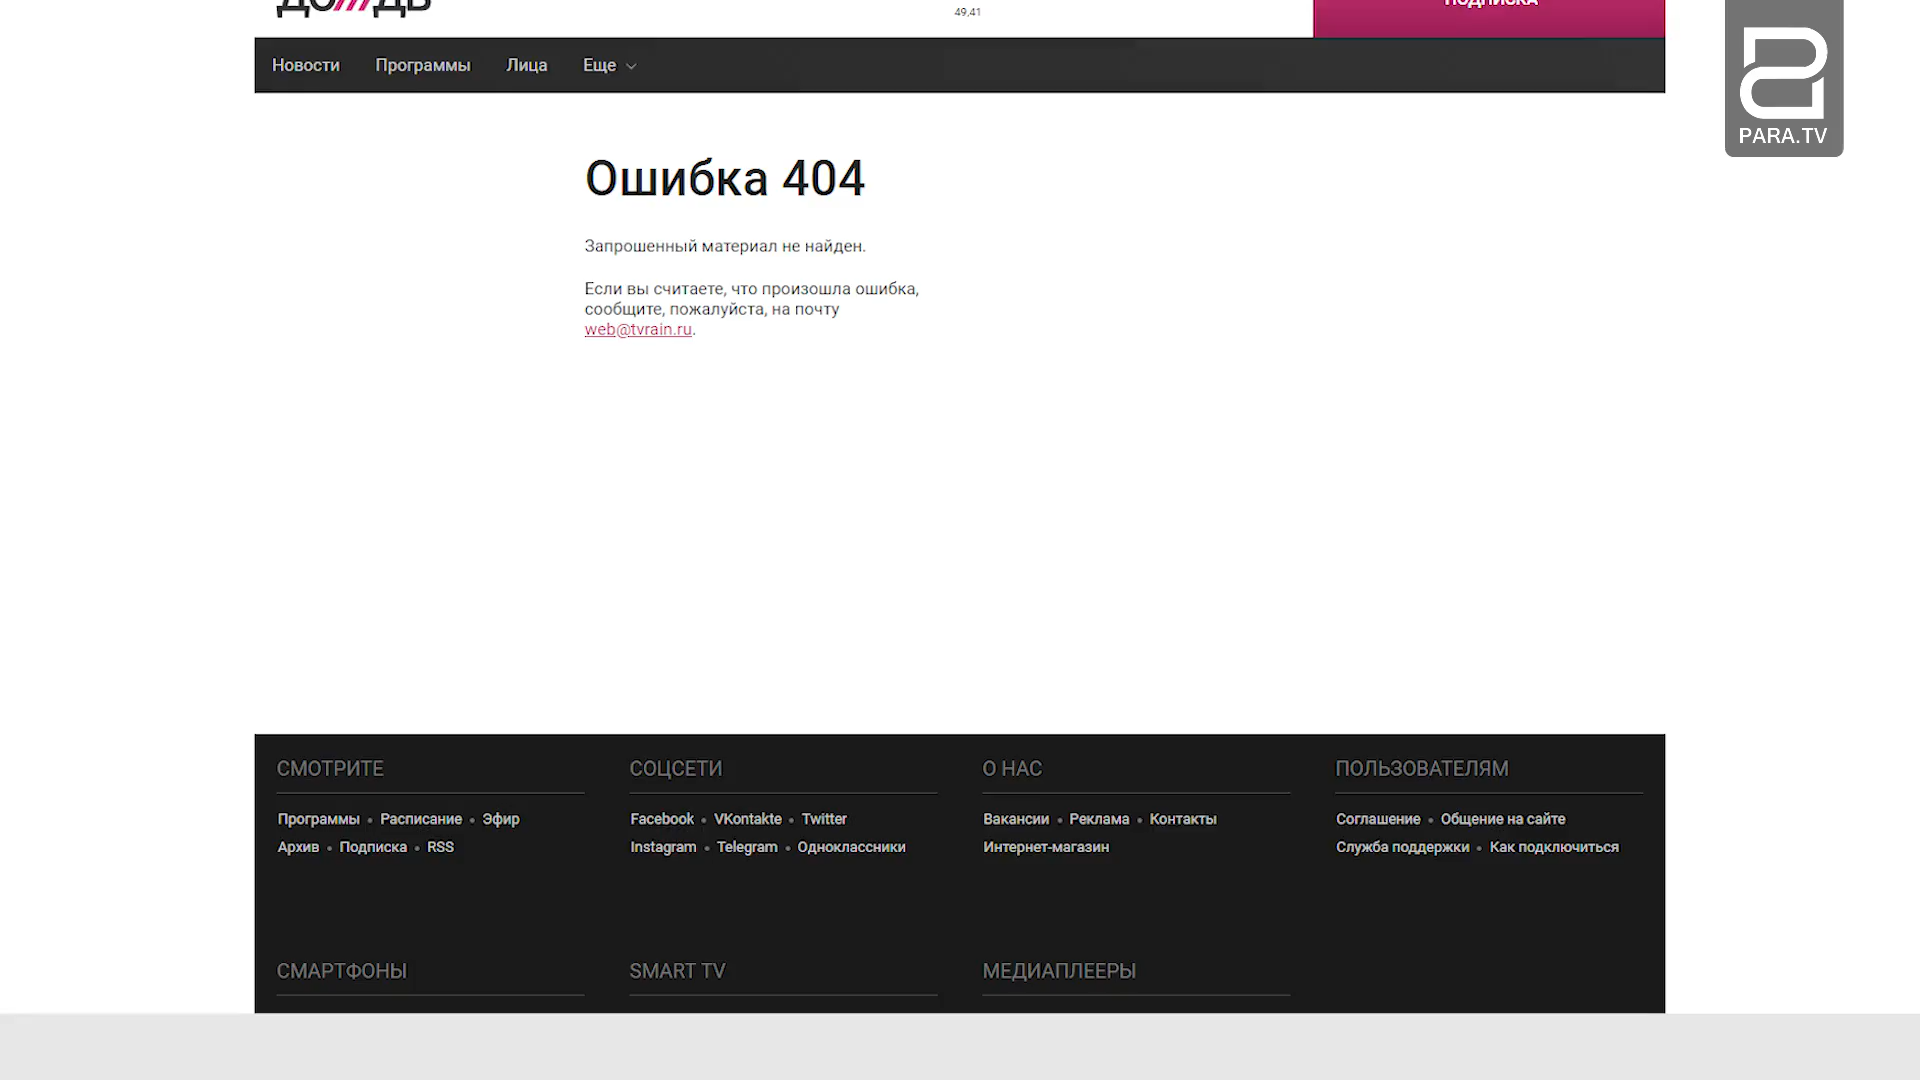 ДОЖДЬ
49,41
ПОДПИСКА
Новости Программы Лица Еще
PARA.TV
Ошибка 404
Запрошенный материал не найден.
Если вы считаете, что произошла ошибка,
сообщите, пожалуйста, на почту
web@tvrain.ru.
СМОТРИТЕ
Программы • Расписание • Эфир
Архив • Подписка • RSS
СОЦСЕТИ
Facebook • VKontakte • Twitter
Instagram • Telegram • Одноклассники
О НАС
Вакансии • Реклама • Контакты
Интернет-магазин
ПОЛЬЗОВАТЕЛЯМ
Соглашение • Общение на сайте
Служба поддержки • Как подключиться
СМАРТФОНЫ
SMART TV
МЕДИАПЛЕЕРЫ